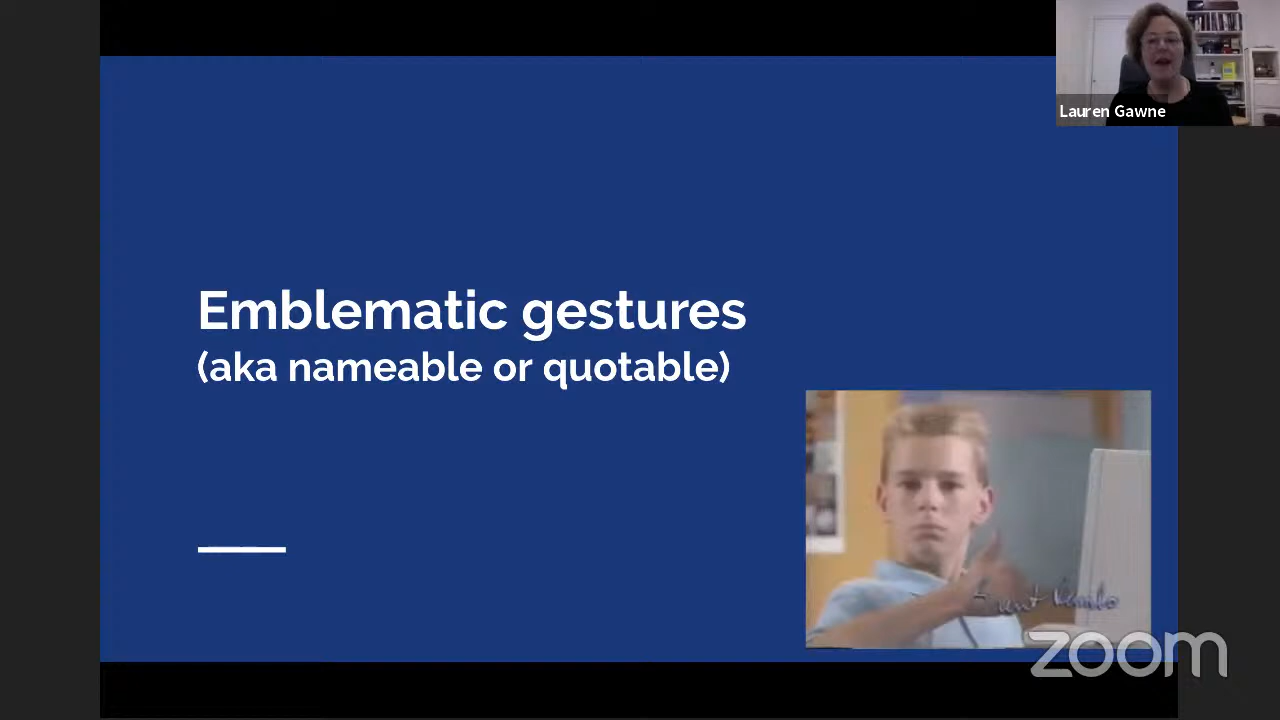 Lauren Gawne
Emblematic gestures
(aka nameable or quotable)
zoom